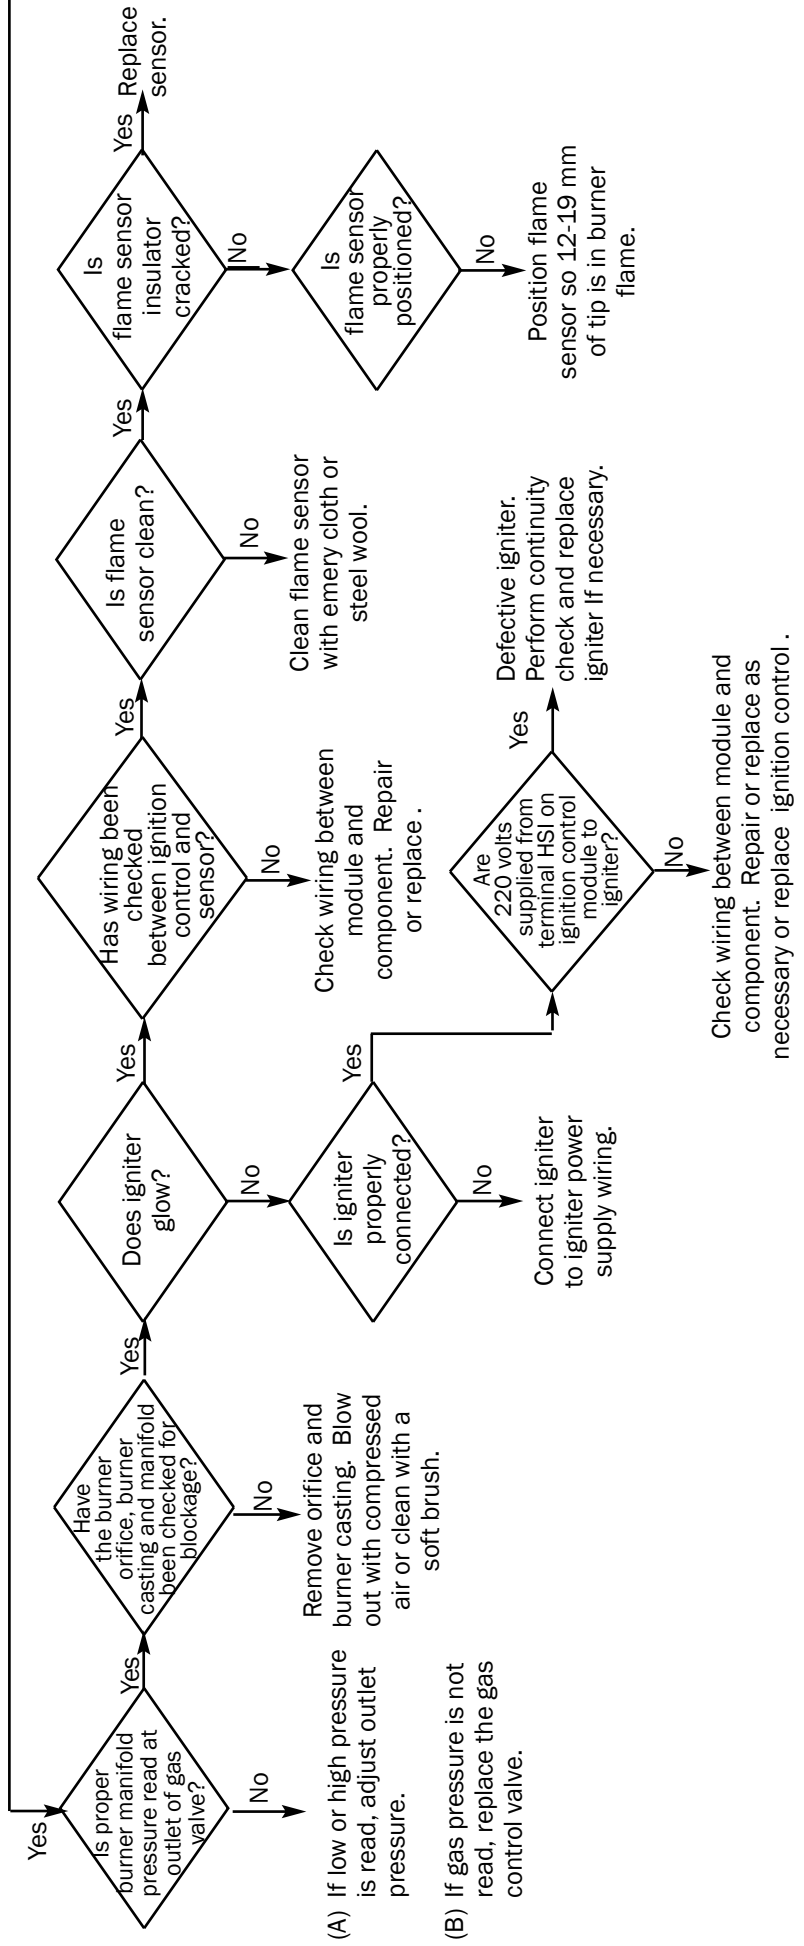 Yes
Is proper
burner manifold
pressure read at
outlet of gas
valve?
No
(A) If low or high pressure
is read, adjust outlet
pressure.
(B) If gas pressure is not
read, replace the gas
control valve.
Yes
Have
the burner
orifice, burner
casting and manifold
been checked for
blockage?
No
Remove orifice and
burner casting. Blow
out with compressed
air or clean with a
soft brush.
Yes
Does igniter
glow?
No
Is igniter
properly
connected?
No
Connect igniter
to igniter power
supply wiring.
Yes
Are
220 volts
supplied from
terminal HSI on
ignition control
module to
igniter?
Yes
Defective igniter.
Perform continuity
check and replace
igniter If necessary.
No
Check wiring between module and
component. Repair or replace as
necessary or replace ignition control .
Yes
Has wiring been
checked
between ignition
control and
sensor?
No
Check wiring between
module and
component. Repair
or replace .
Yes
Is flame
sensor clean?
No
Clean flame sensor
with emery cloth or
steel wool.
Yes
Is
flame sensor
insulator
cracked?
Yes
Replace
sensor.
No
Is
flame sensor
properly
positioned?
No
Position flame
sensor so 12-19 mm
of tip is in burner
flame.